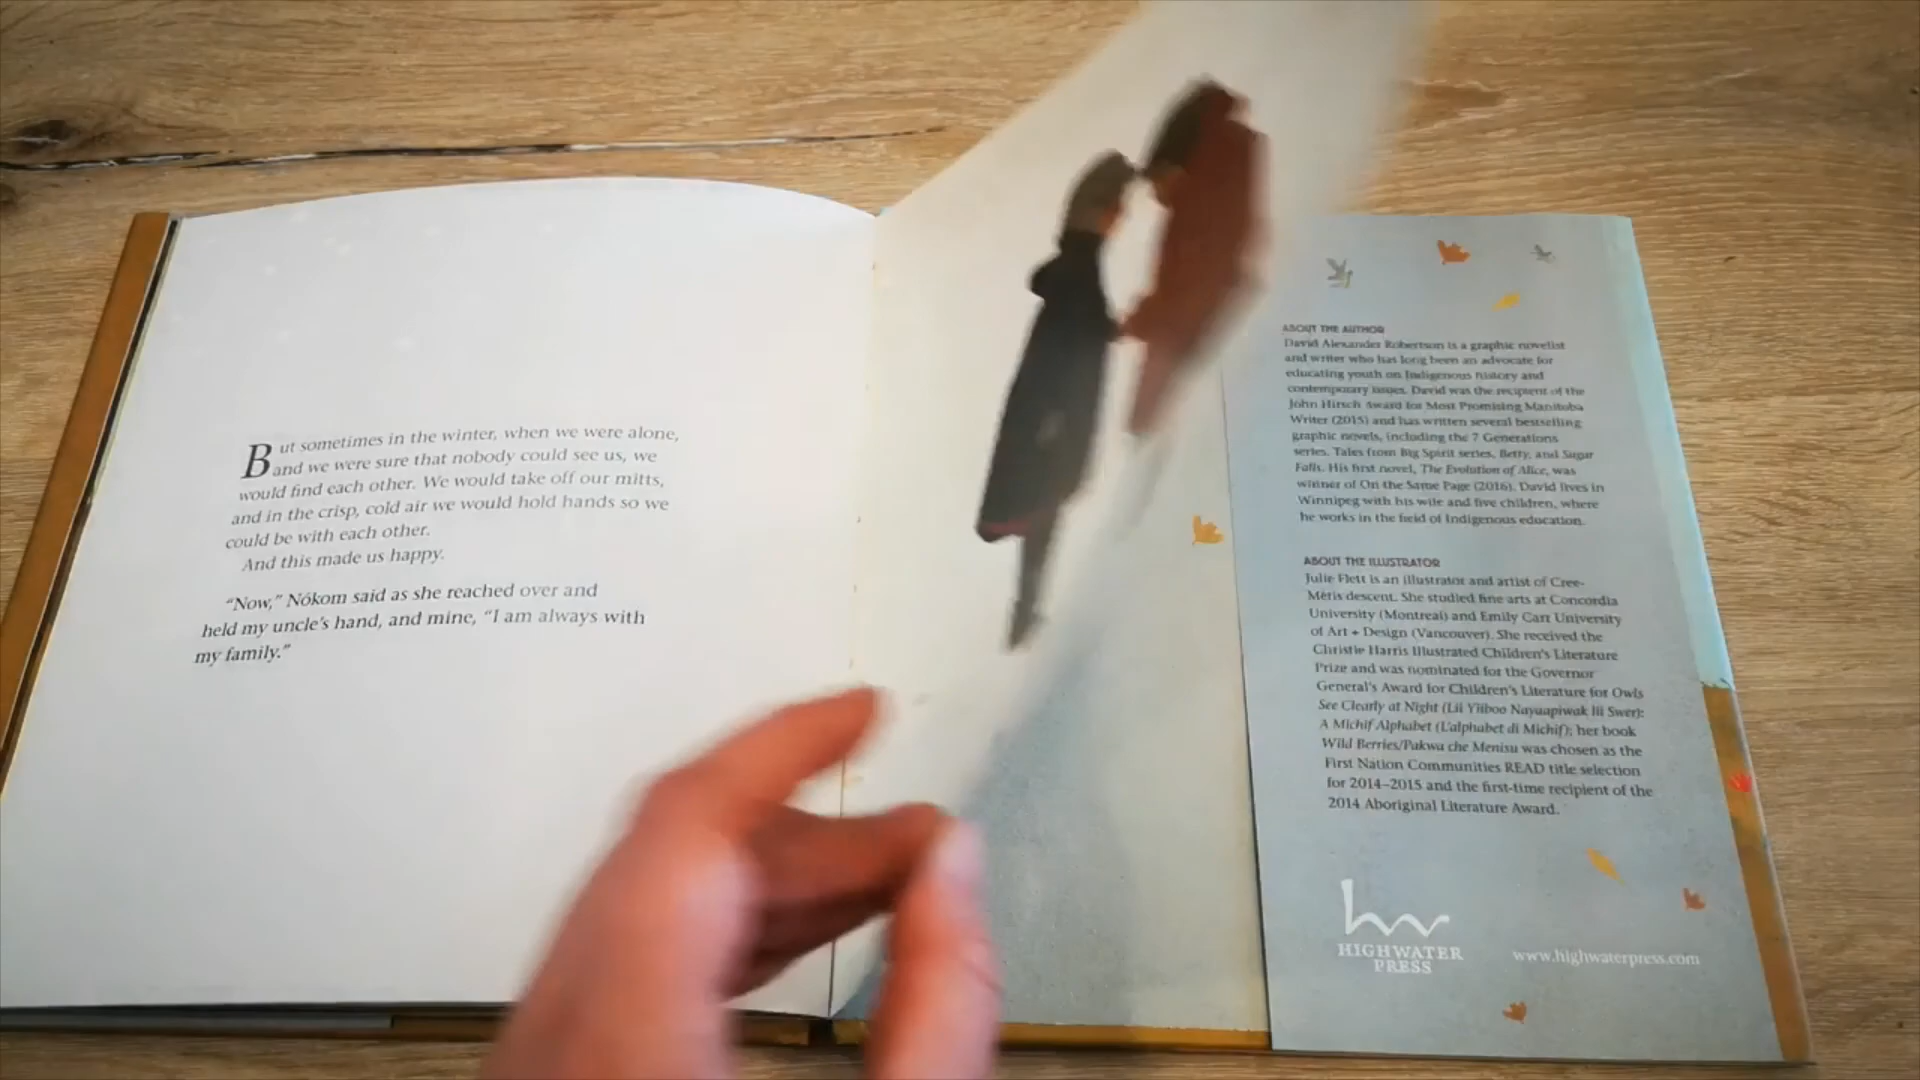 But sometimes in the winter, when we were alone,
and we were sure that nobody could see us, we
would find each other. We would take off our mitts,
and in the crisp, cold air we would hold hands so we
could be with each other.
And this made us happy.
"Now," Nókom said as she reached over and
held my uncle's hand, and mine, "I am always with
my family."
ABOUT THE AUTHOR
David Alexander Robertson is a graphic novelist
and writer who has long been an advocate for
educating youth on Indigenous history and
contemporary issues. David was the recipient of the
John Hirsch Award for Most Promising Manitoba
Writer (2015) and has written several bestselling
graphic novels, including the 7 Generations
series, Tales from Big Spirit series, Betty, and Sugar
Falls. His first novel, The Evolution of Alice, was
winner of On the Same Page (2016). David lives in
Winnipeg with his wife and five children, where
he works in the field of Indigenous education.
ABOUT THE ILLUSTRATOR
Julie Flett is an illustrator and artist of Cree-
Métis descent. She studied fine arts at Concordia
University (Montreal) and Emily Carr University
of Art + Design (Vancouver). She received the
Christie Harris Illustrated Children's Literature
Prize and was nominated for the Governor
General's Award for Children's Literature for Owls
See Clearly at Night (Lii Yiiboo Nayaapiwak lii Swer):
A Michif Alphabet (L'alphabet di Michif); her book
Wild Berries/Pakwa che Menisu was chosen as the
First Nation Communities READ title selection
for 2014–2015 and the first-time recipient of the
2014 Aboriginal Literature Award.
HIGHWATER
PRESS
www.highwaterpress.com